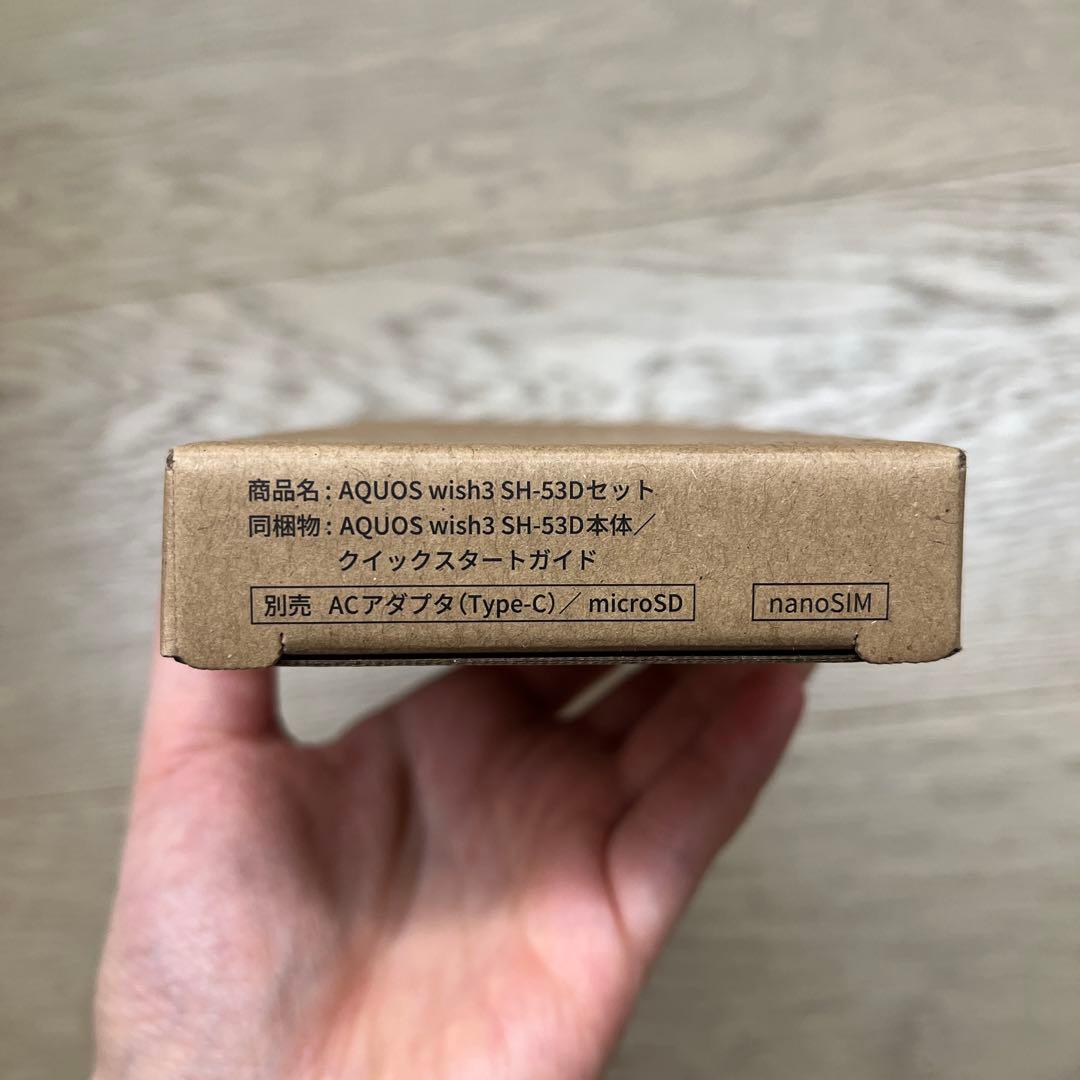 商品名 : AQUOS wish3 SH-53Dセット
同梱物 : AQUOS wish3 SH-53D本体／
クイックスタートガイド
別売 ACアダプタ（Type-C）／ microSD
nanoSIM